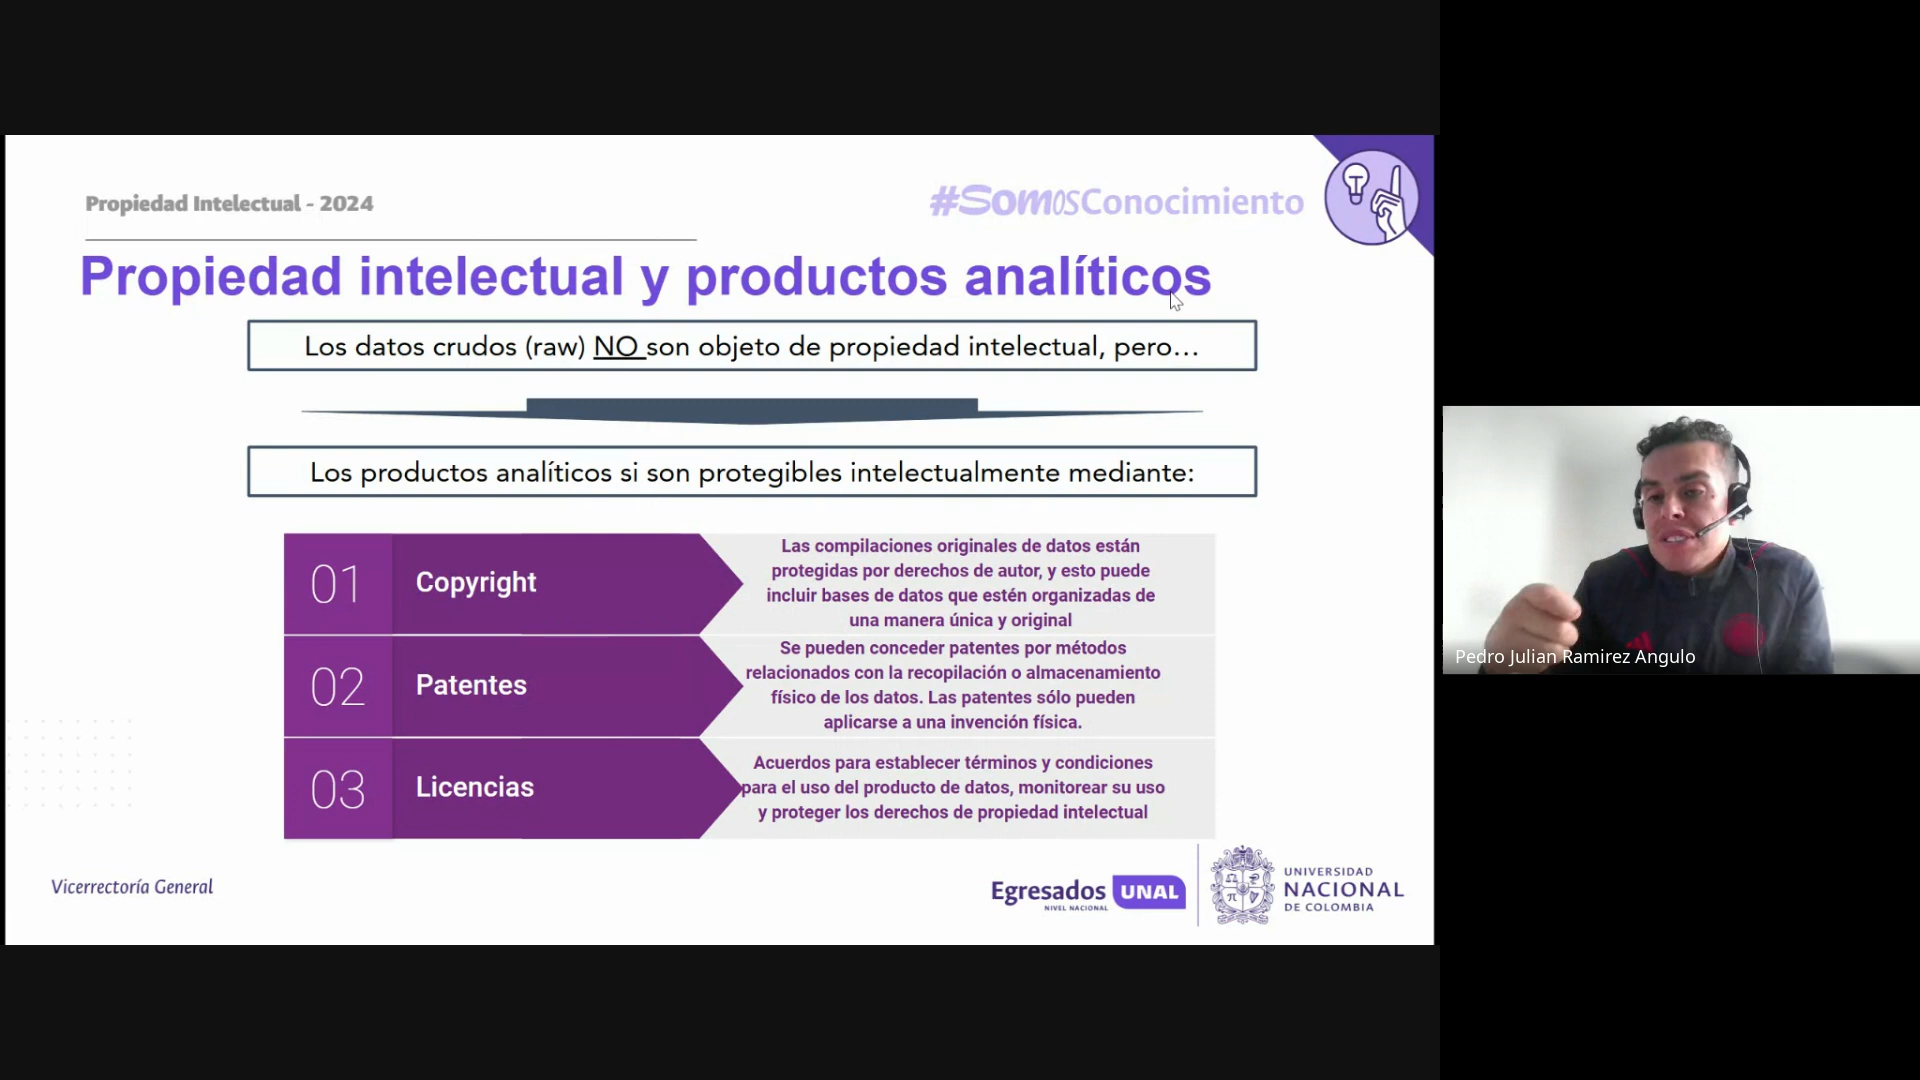 Propiedad Intelectual - 2024
#SomosConocimiento
Propiedad intelectual y productos analíticos
Los datos crudos (raw) NO son objeto de propiedad intelectual, pero...
Los productos analíticos si son protegibles intelectualmente mediante:
01 Copyright
Las compilaciones originales de datos están
protegidas por derechos de autor, y esto puede
incluir bases de datos que estén organizadas de
una manera única y original
02 Patentes
Se pueden conceder patentes por métodos
relacionados con la recopilación o almacenamiento
físico de los datos. Las patentes sólo pueden
aplicarse a una invención física.
03 Licencias
Acuerdos para establecer términos y condiciones
para el uso del producto de datos, monitorear su uso
y proteger los derechos de propiedad intelectual
Vicerrectoría General
Egresados UNAL
NIVEL NACIONAL
UNIVERSIDAD
NACIONAL
DE COLOMBIA
Pedro Julian Ramirez Angulo